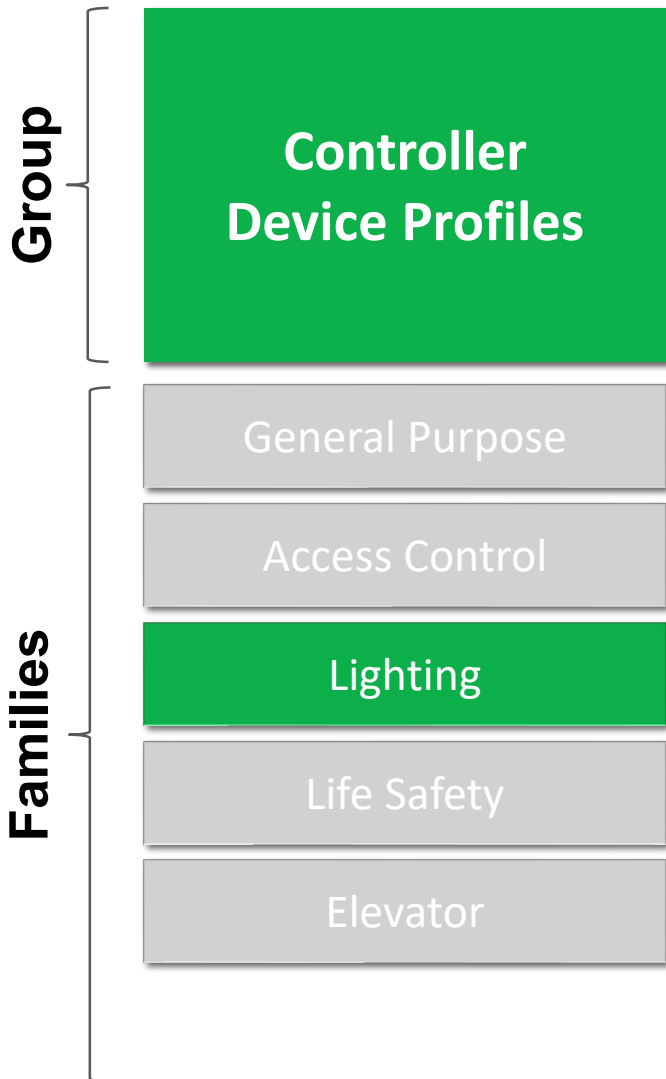 Group
Controller
Device Profiles
Families
General Purpose
Access Control
Lighting
Life Safety
Elevator